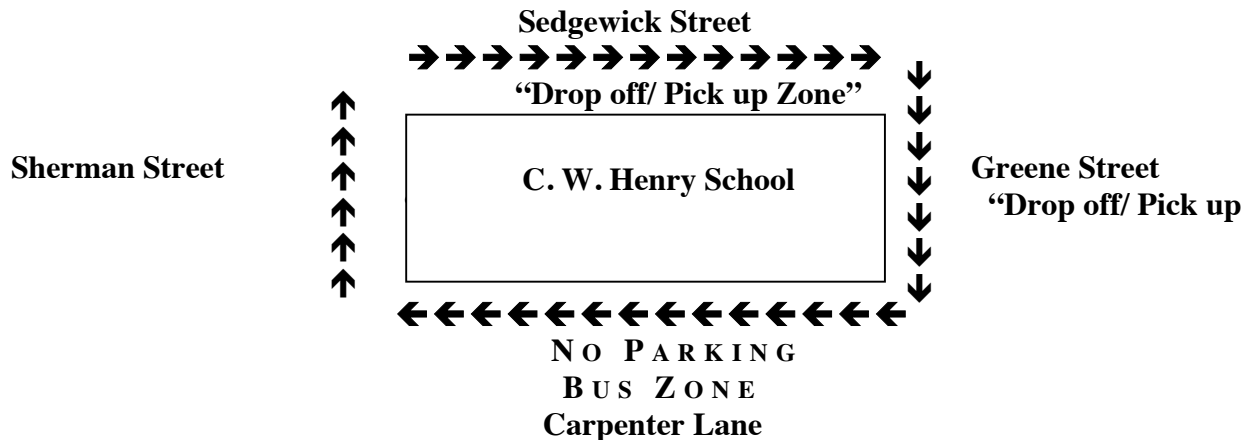 Sedgewick Street
“Drop off/ Pick up Zone”
Sherman Street
C. W. Henry School
Greene Street
“Drop off/ Pick up
NO PARKING
BUS ZONE
Carpenter Lane